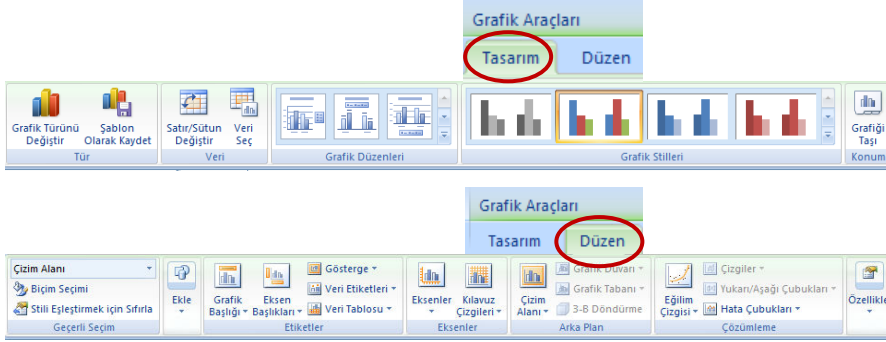 Grafik Araçları
Tasarım Düzen
Grafik Türünü Değiştir
Şablon Olarak Kaydet
Satır/Sütun Değiştir
Veri Seç
Grafiği Taşı
Tür Veri Grafik Düzenleri Grafik Stilleri Konum
Grafik Araçları
Tasarım Düzen
Çizim Alanı
Biçim Seçimi
Stili Eşleştirmek için Sıfırla
Geçerli Seçim
Ekle
Grafik Başlığı
Eksen Başlıkları
Gösterge
Veri Etiketleri
Veri Tablosu
Etiketler
Eksenler
Kılavuz Çizgileri
Eksenler
Çizim Alanı
Grafik Duvarı
Grafik Tabanı
3-B Döndürme
Arka Plan
Eğilim Çizgisi
Çizgiler
Yukarı/Aşağı Çubukları
Hata Çubukları
Çözümleme
Özellikle